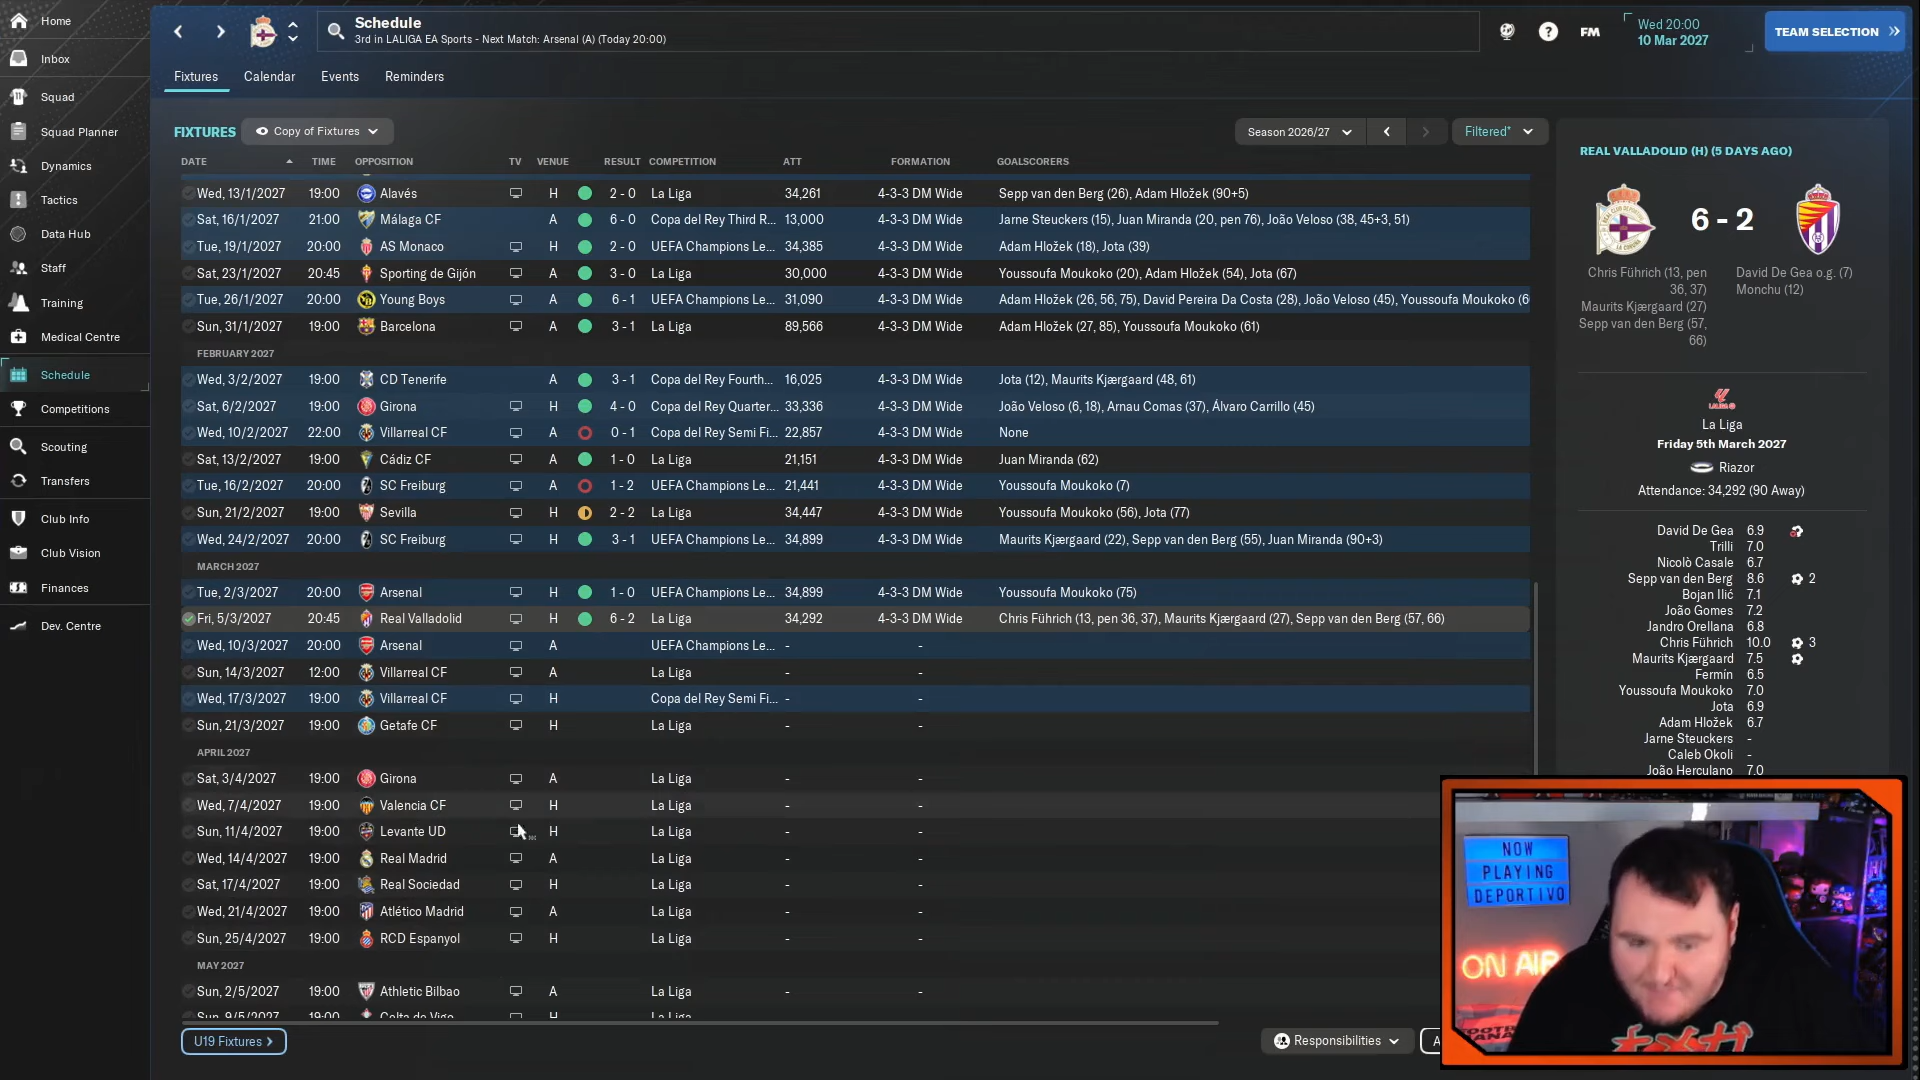 Home
Inbox
Squad
Squad Planner
Dynamics
Tactics
Data Hub
Staff
Training
Medical Centre
Schedule
Competitions
Scouting
Transfers
Club Info
Club Vision
Finances
Dev. Centre
Schedule
3rd in LALIGA EA Sports - Next Match: Arsenal (A) (Today 20:00)
FM
Wed 20:00
10 Mar 2027
TEAM SELECTION
Fixtures Calendar Events Reminders
FIXTURES Copy of Fixtures Season 2026/27 Filtered*
DATE TIME OPPOSITION TV VENUE RESULT COMPETITION ATT FORMATION GOALSCORERS
Wed, 13/1/2027 19:00 Alavés H 2 - 0 La Liga 34,261 4-3-3 DM Wide Sepp van den Berg (26), Adam Hložek (90+5)
Sat, 16/1/2027 21:00 Málaga CF A 6 - 0 Copa del Rey Third R... 13,000 4-3-3 DM Wide Jarne Steuckers (15), Juan Miranda (20, pen 76), João Veloso (38, 45+3, 51)
Tue, 19/1/2027 20:00 AS Monaco H 2 - 0 UEFA Champions Le... 34,385 4-3-3 DM Wide Adam Hložek (18), Jota (39)
Sat, 23/1/2027 20:45 Sporting de Gijón A 3 - 0 La Liga 30,000 4-3-3 DM Wide Youssoufa Moukoko (20), Adam Hložek (54), Jota (67)
Tue, 26/1/2027 20:00 Young Boys A 6 - 1 UEFA Champions Le... 31,090 4-3-3 DM Wide Adam Hložek (26, 56, 75), David Pereira Da Costa (28), João Veloso (45), Youssoufa Moukoko (6
Sun, 31/1/2027 19:00 Barcelona A 3 - 1 La Liga 89,566 4-3-3 DM Wide Adam Hložek (27, 85), Youssoufa Moukoko (61)
FEBRUARY 2027
Wed, 3/2/2027 19:00 CD Tenerife A 3 - 1 Copa del Rey Fourth... 16,025 4-3-3 DM Wide Jota (12), Maurits Kjærgaard (48, 61)
Sat, 6/2/2027 19:00 Girona H 4 - 0 Copa del Rey Quarter... 33,336 4-3-3 DM Wide João Veloso (6, 18), Arnau Comas (37), Álvaro Carrillo (45)
Wed, 10/2/2027 22:00 Villarreal CF A 0 - 1 Copa del Rey Semi Fi... 22,857 4-3-3 DM Wide None
Sat, 13/2/2027 19:00 Cádiz CF A 1 - 0 La Liga 21,151 4-3-3 DM Wide Juan Miranda (62)
Tue, 16/2/2027 20:00 SC Freiburg A 1 - 2 UEFA Champions Le... 21,441 4-3-3 DM Wide Youssoufa Moukoko (7)
Sun, 21/2/2027 19:00 Sevilla H 2 - 2 La Liga 34,447 4-3-3 DM Wide Youssoufa Moukoko (56), Jota (77)
Wed, 24/2/2027 20:00 SC Freiburg H 3 - 1 UEFA Champions Le... 34,899 4-3-3 DM Wide Maurits Kjærgaard (22), Sepp van den Berg (55), Juan Miranda (90+3)
MARCH 2027
Tue, 2/3/2027 20:00 Arsenal H 1 - 0 UEFA Champions Le... 34,899 4-3-3 DM Wide Youssoufa Moukoko (75)
Fri, 5/3/2027 20:45 Real Valladolid H 6 - 2 La Liga 34,292 4-3-3 DM Wide Chris Führich (13, pen 36, 37), Maurits Kjærgaard (27), Sepp van den Berg (57, 66)
Wed, 10/3/2027 20:00 Arsenal A UEFA Champions Le... - -
Sun, 14/3/2027 12:00 Villarreal CF A La Liga - -
Wed, 17/3/2027 19:00 Villarreal CF H Copa del Rey Semi Fi... - -
Sun, 21/3/2027 19:00 Getafe CF H La Liga - -
APRIL 2027
Sat, 3/4/2027 19:00 Girona A La Liga - -
Wed, 7/4/2027 19:00 Valencia CF H La Liga - -
Sun, 11/4/2027 19:00 Levante UD H La Liga - -
Wed, 14/4/2027 19:00 Real Madrid A La Liga - -
Sat, 17/4/2027 19:00 Real Sociedad H La Liga - -
Wed, 21/4/2027 19:00 Atlético Madrid A La Liga - -
Sun, 25/4/2027 19:00 RCD Espanyol H La Liga - -
MAY 2027
Sun, 2/5/2027 19:00 Athletic Bilbao A La Liga - -
Sun, 9/5/2027 19:00 Celta de Vigo H La Liga
U19 Fixtures
Responsibilities
REAL VALLADOLID (H) (5 DAYS AGO)
6 - 2
Chris Führich (13, pen
36, 37)
Maurits Kjærgaard (27)
Sepp van den Berg (57,
66)
David De Gea o.g. (7)
Monchu (12)
La Liga
Friday 5th March 2027
Riazor
Attendance: 34,292 (90 Away)
David De Gea 6.9
Trilli 7.0
Nicolò Casale 6.7
Sepp van den Berg 8.6 2
Bojan Ilić 7.1
João Gomes 7.2
Jandro Orellana 6.8
Chris Führich 10.0 3
Maurits Kjærgaard 7.5
Fermín 6.5
Youssoufa Moukoko 7.0
Jota 6.9
Adam Hložek 6.7
Jarne Steuckers -
Caleb Okoli -
João Herculano 7.0
NOW
PLAYING
DEPORTIVO
ON AIR